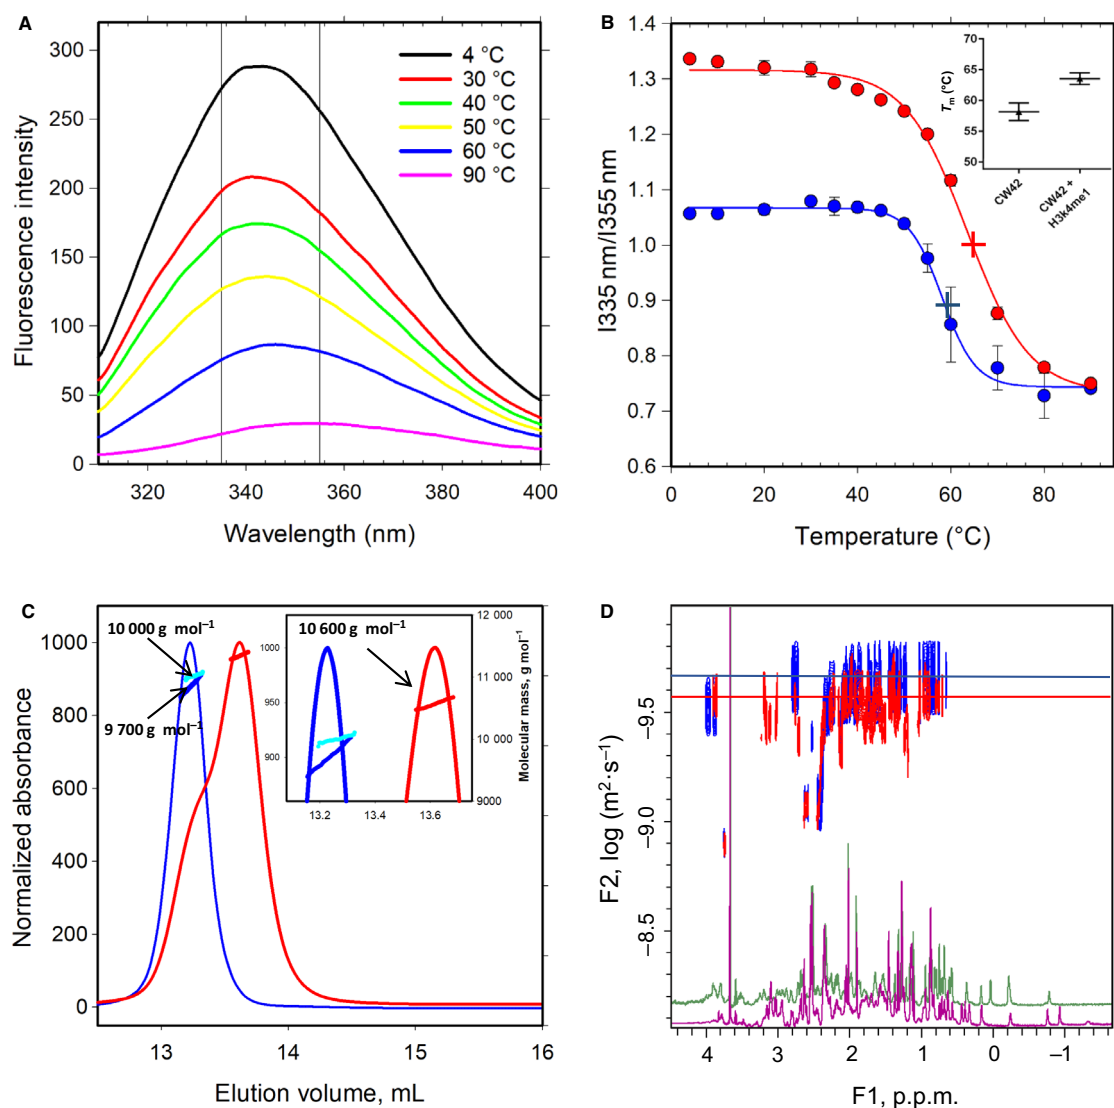 A
300
250
200
150
100
50
0
Fluorescence intensity
4 °C
30 °C
40 °C
50 °C
60 °C
90 °C
320
340
360
380
400
Wavelength (nm)
B
1.4
1.3
1.2
1.1
1.0
0.9
0.8
0.7
0.6
I335 nm/I355 nm
70
65
60
55
50
Tm (°C)
CW42
CW42 +
H3k4me1
0
20
40
60
80
Temperature (°C)
C
1000
800
600
400
200
0
Normalized absorbance
10 000 g mol–1
9 700 g mol–1
10 600 g mol–1
1000
950
900
12 000
11 000
10 000
9000
Molecular mass, g mol–1
13.2
13.4
13.6
13
14
15
16
Elution volume, mL
D
–9.5
–9.0
–8.5
F2, log (m2·s–1)
4
3
2
1
0
–1
F1, p.p.m.